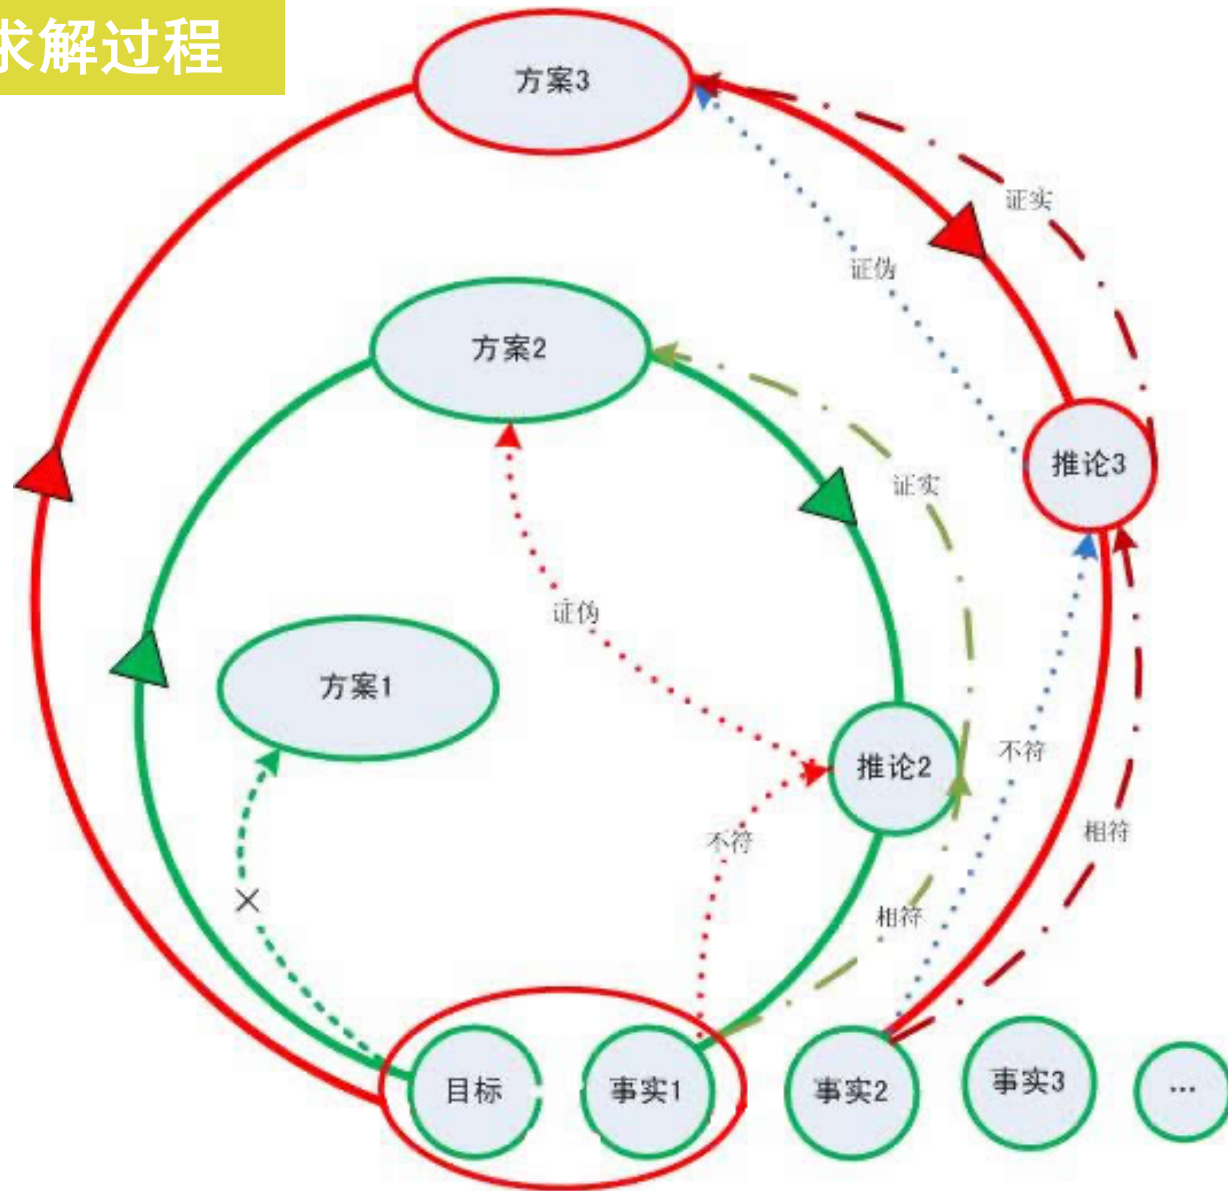 求解过程
方案3
证实
证伪
方案2
推论3
证实
证伪
方案1
不符
推论2
相符
不符
相符
目标
事实1
事实2
事实3
...